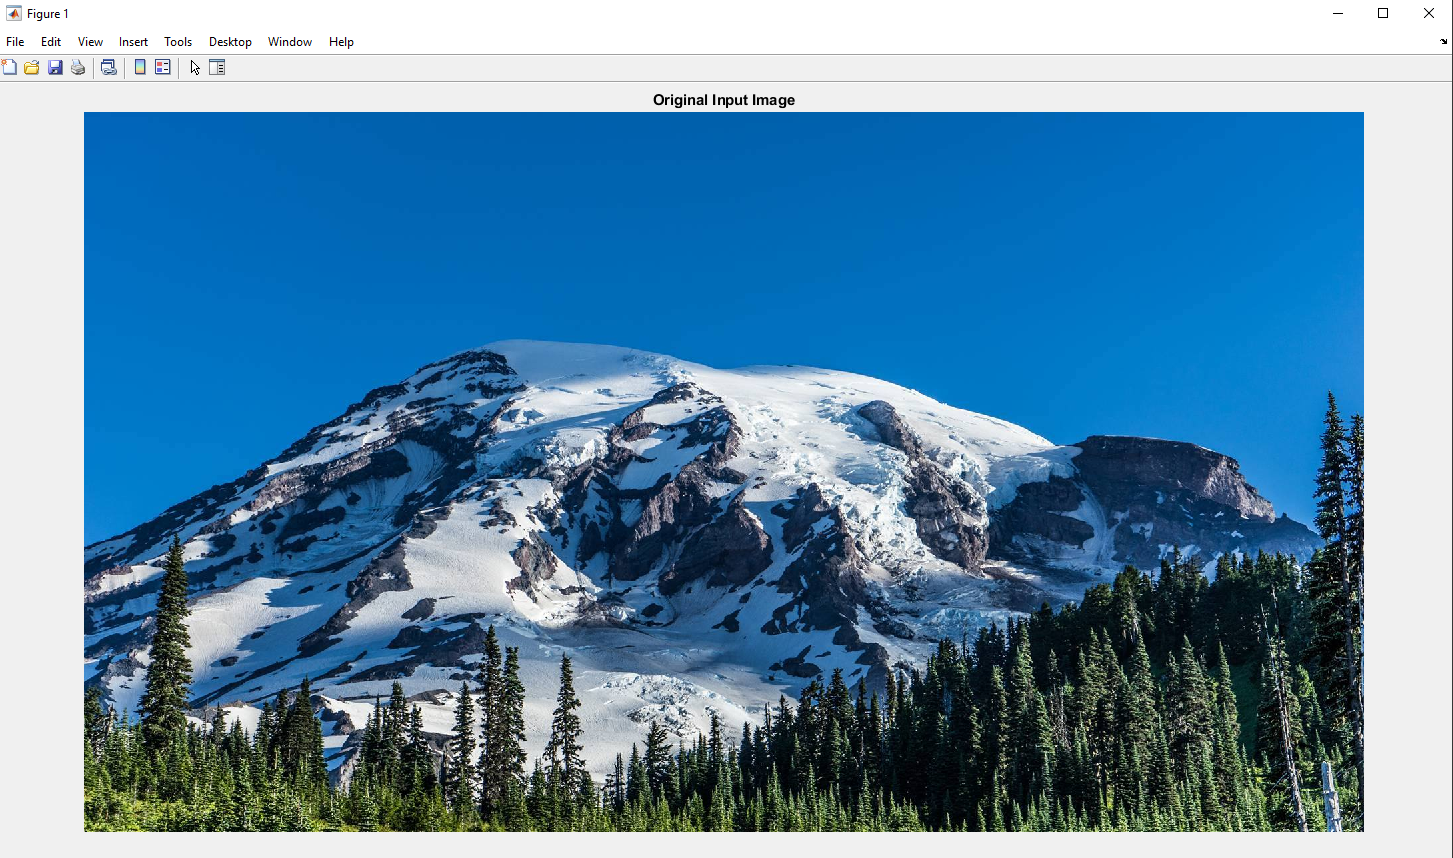 Figure 1
File Edit View Insert Tools Desktop Window Help
Original Input Image